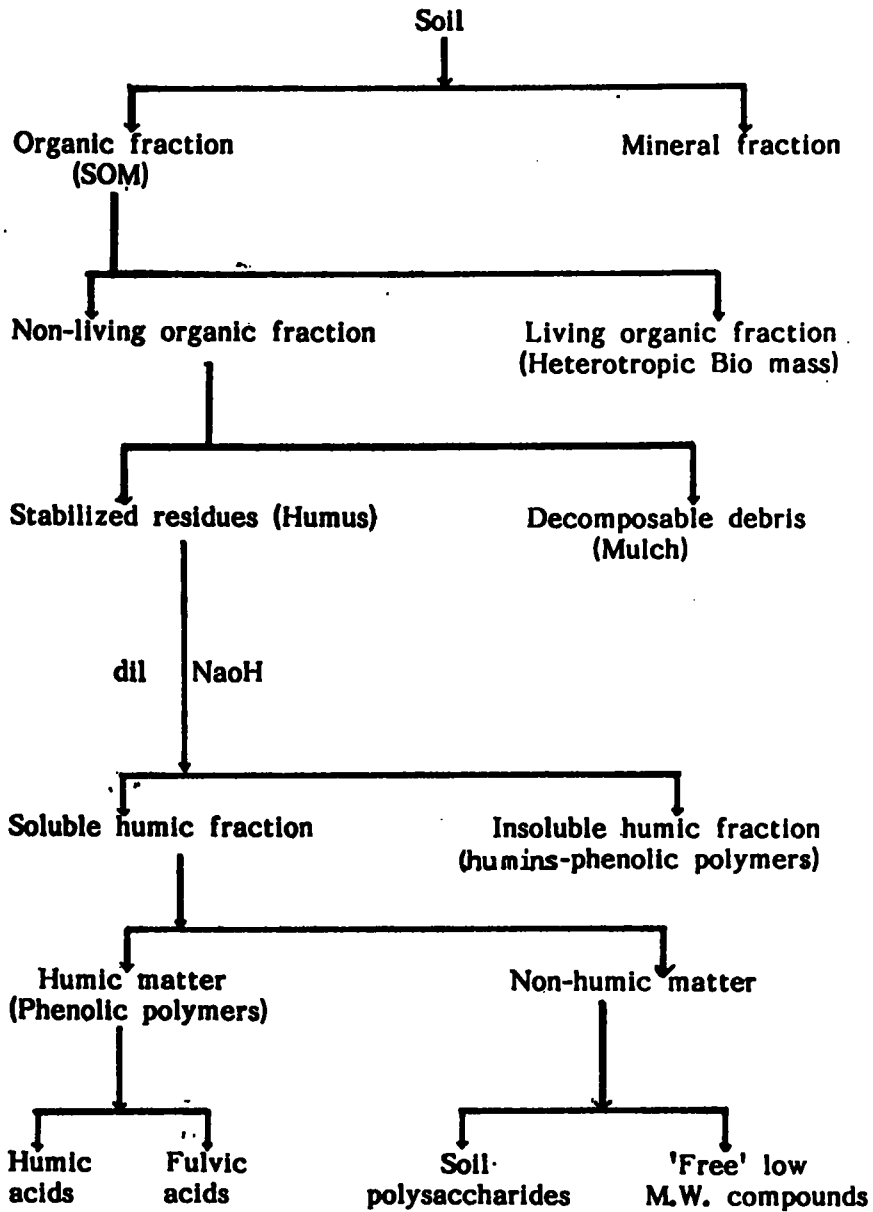 Soil
Organic fraction
(SOM)
Mineral fraction
Non-living organic fraction
Living organic fraction
(Heterotropic Bio mass)
Stabilized residues (Humus)
Decomposable debris
(Mulch)
dil NaoH
Soluble humic fraction
Insoluble humic fraction
(humins-phenolic polymers)
Humic matter
(Phenolic polymers)
Non-humic matter
Humic
acids
Fulvic
acids
Soil
polysaccharides
'Free' low
M.W. compounds